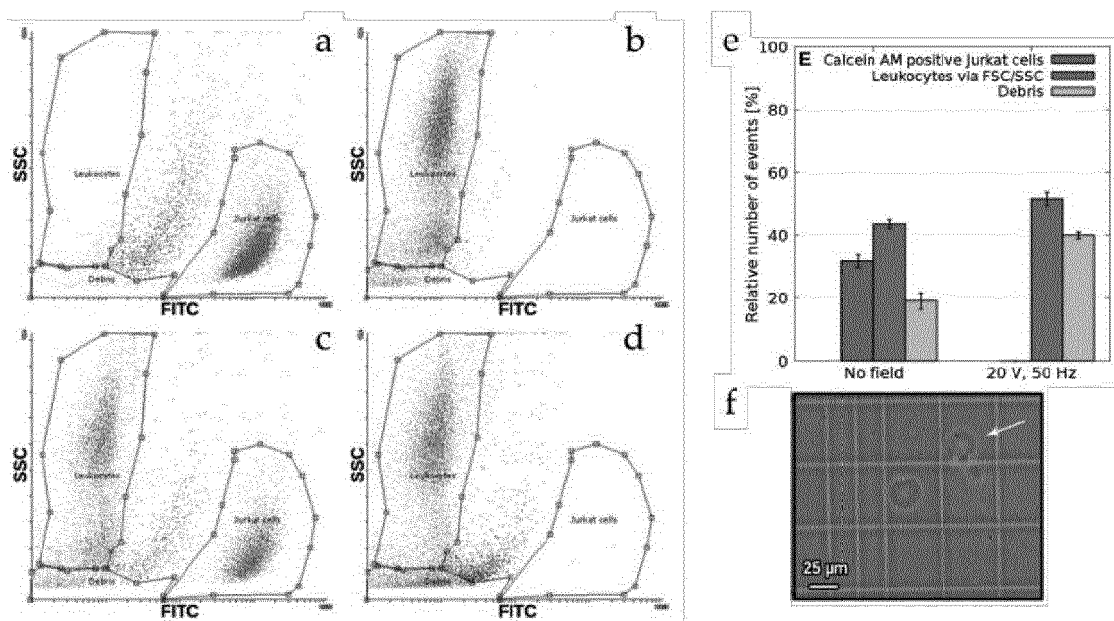 a
SSC
Leukocytes
Jurkat cells
Debris
FITC
b
SSC
Leukocytes
Jurkat cells
Debris
FITC
c
SSC
Leukocytes
Jurkat cells
Debris
FITC
d
SSC
Leukocytes
Jurkat cells
Debris
FITC
e
E
Calcein AM positive Jurkat cells
Leukocytes via FSC/SSC
Debris
Relative number of events [%]
100
80
60
40
20
0
No field
20 V, 50 Hz
f
25 µm